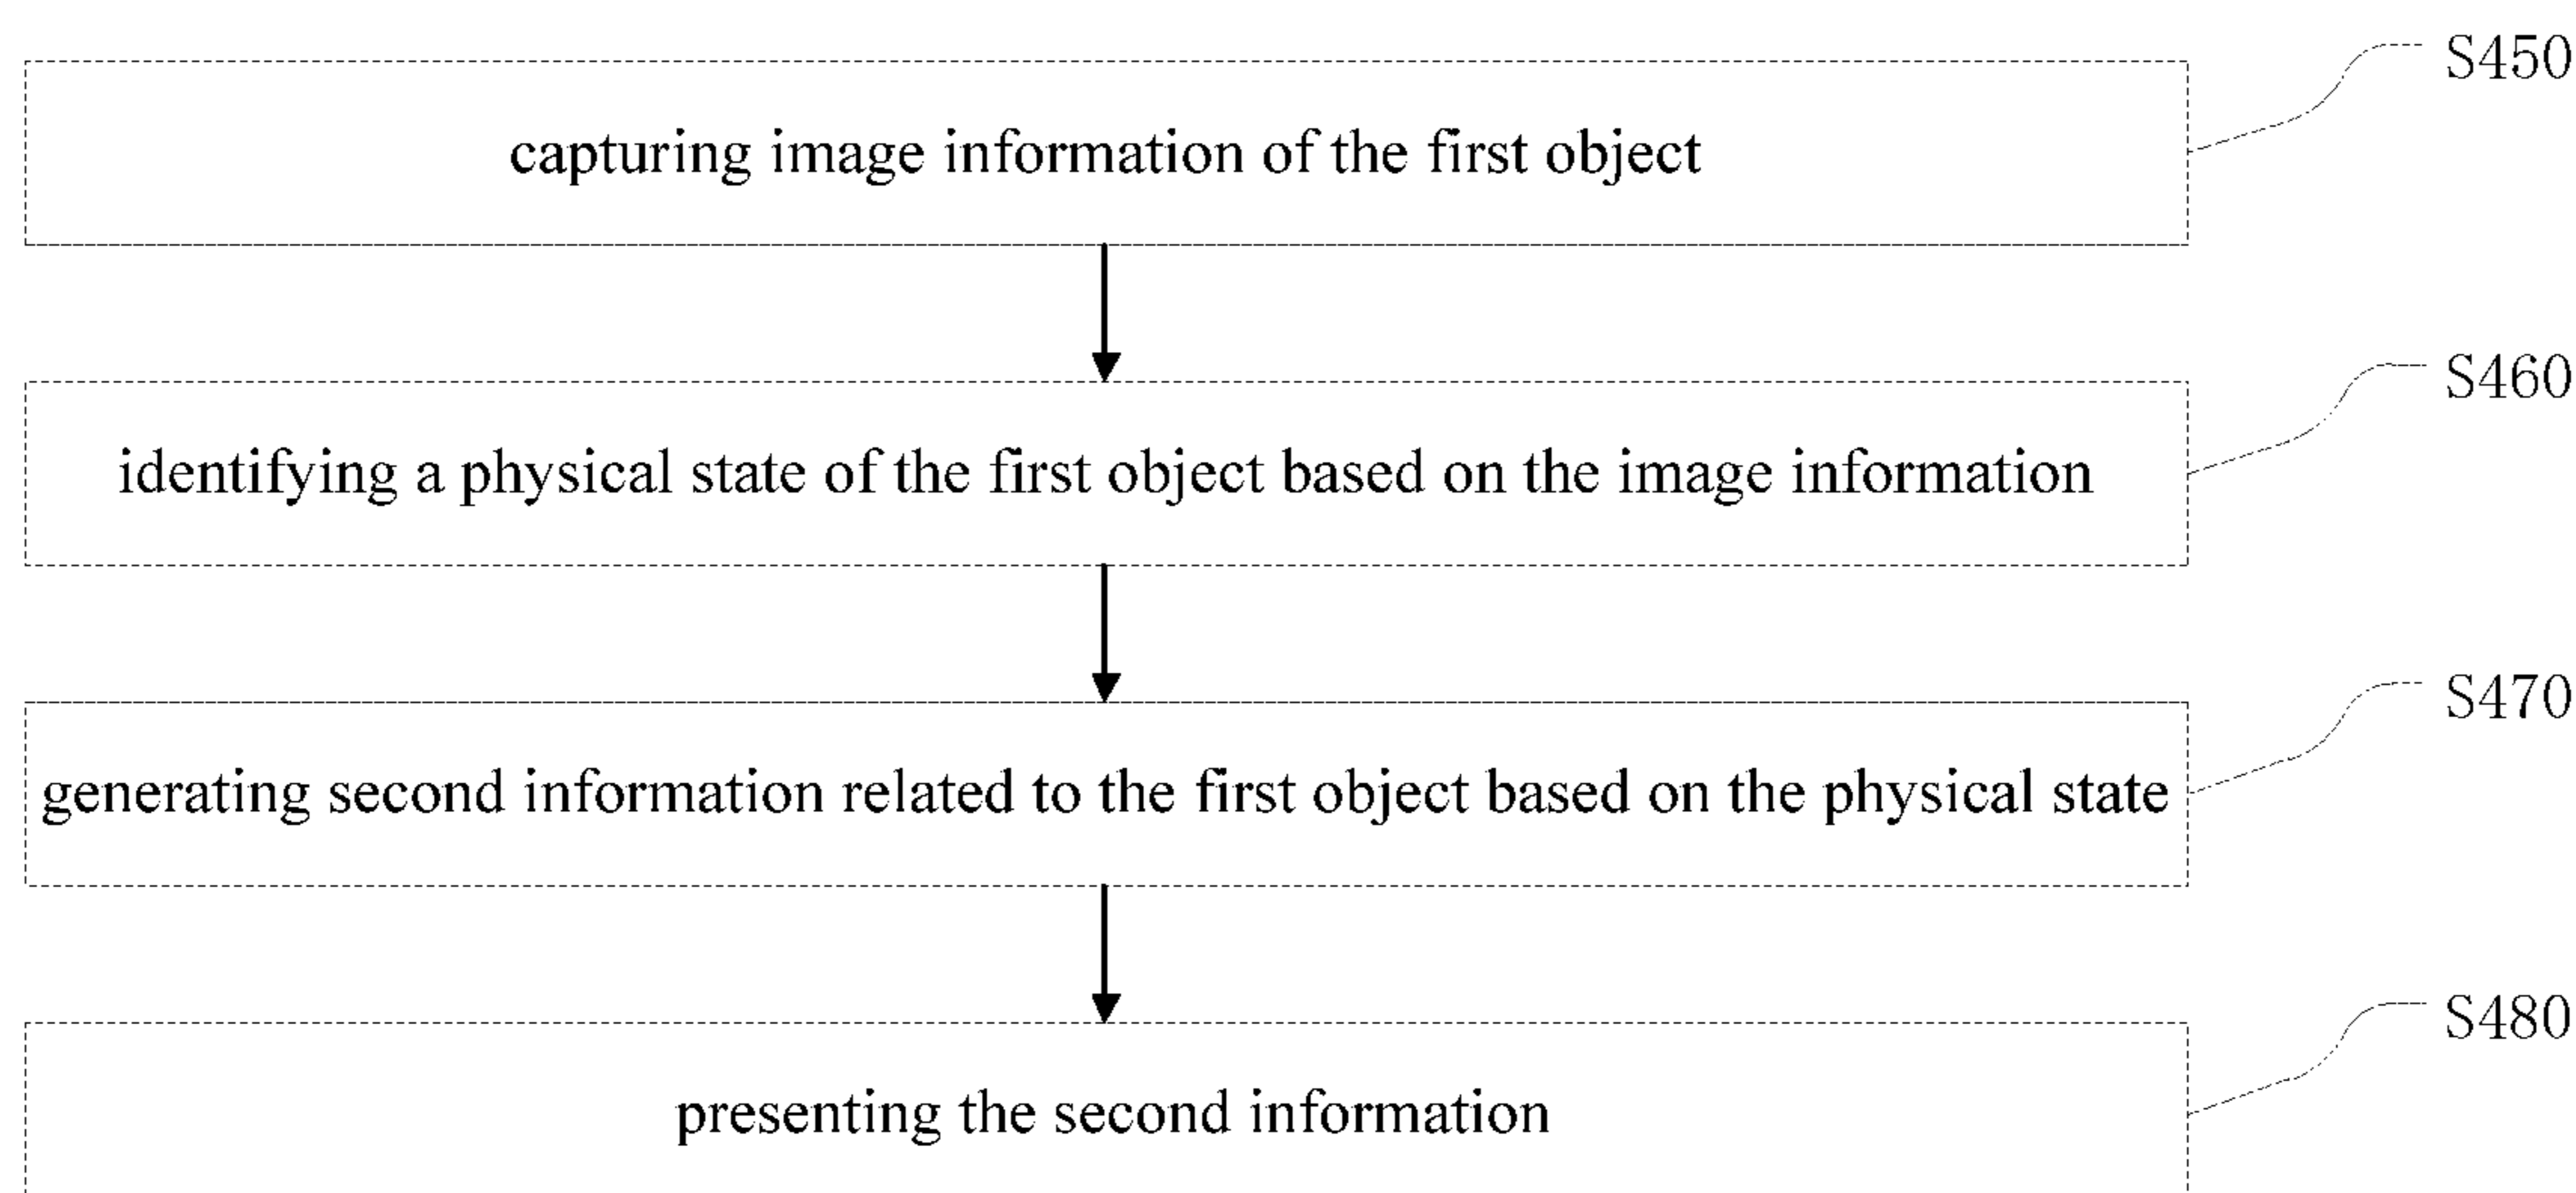 S450
capturing image information of the first object
S460
identifying a physical state of the first object based on the image information
S470
generating second information related to the first object based on the physical state
S480
presenting the second information